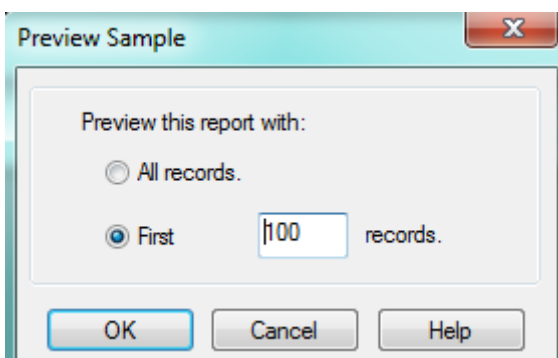 Preview Sample
Preview this report with:
All records.
First 100 records.
OK Cancel Help